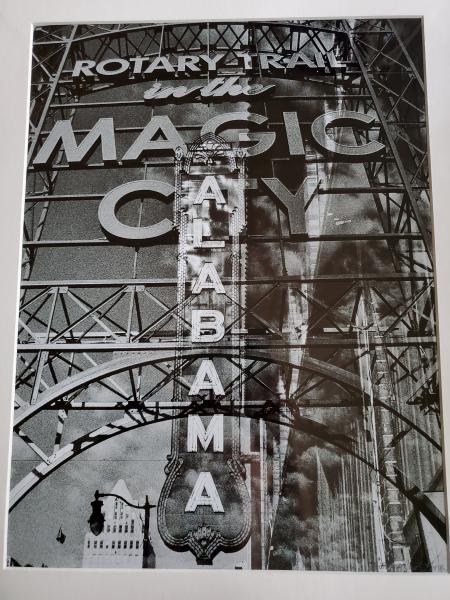 ROTARY TRAIL
in the
MAGIC
CITY
ALABAMA